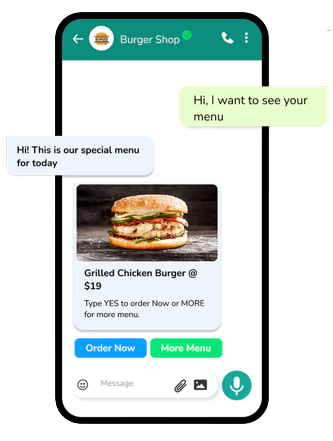 Burger Shop
Hi, I want to see your
menu
Hi! This is our special menu
for today
Grilled Chicken Burger @
$19
Type YES to order Now or MORE
for more menu.
Order Now
More Menu
Message